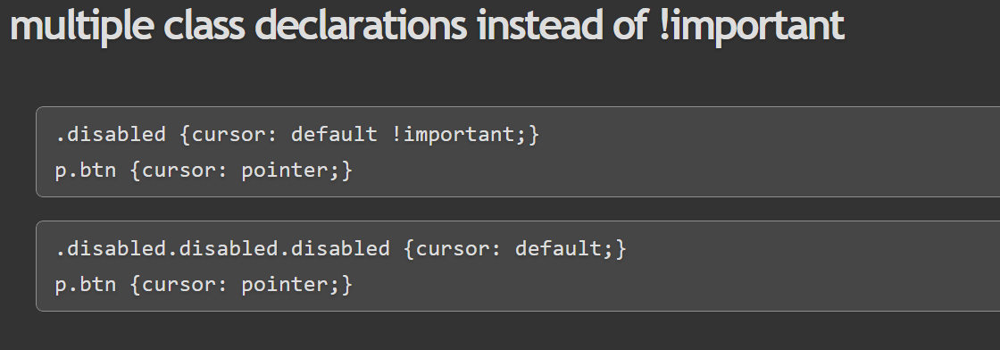 multiple class declarations instead of !important
.disabled {cursor: default !important;}
p.btn {cursor: pointer;}
.disabled.disabled.disabled {cursor: default;}
p.btn {cursor: pointer;}